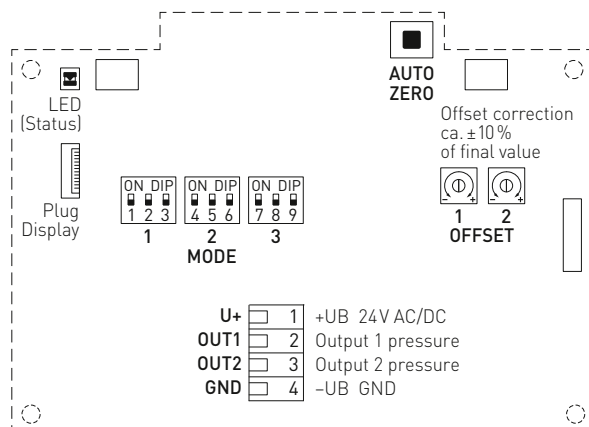 AUTO
ZERO
LED
(Status)
Offset correction
ca. ±10%
of final value
Plug
Display
ON DIP ON DIP ON DIP
1 2 3 4 5 6 7 8 9
1 2 3
MODE
- + - +
1 2
OFFSET
U+ 1 +UB 24V AC/DC
OUT1 2 Output 1 pressure
OUT2 3 Output 2 pressure
GND 4 –UB GND